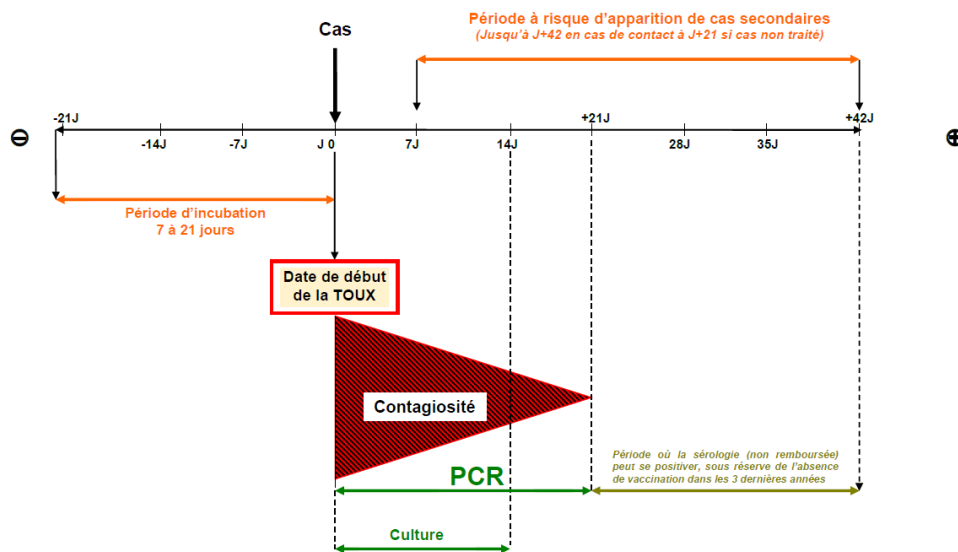 Période à risque d'apparition de cas secondaires
(Jusqu'à J+42 en cas de contact à J+21 si cas non traité)
Cas
-21J
+21J
+42J
-14J
-7J
J 0
7J
14J
28J
35J
Période d'incubation
7 à 21 jours
Date de début
de la TOUX
Contagiosité
Période où la sérologie (non remboursée)
peut se positiver, sous réserve de l'absence
de vaccination dans les 3 dernières années
PCR
Culture